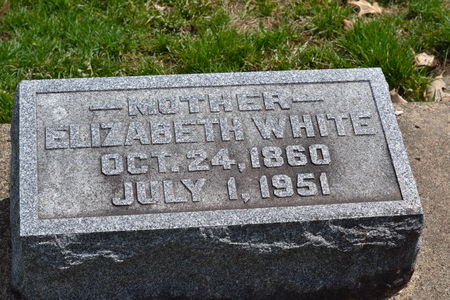 —MOTHER—
ELIZABETH WHITE
OCT. 24, 1860
JULY 1, 1951